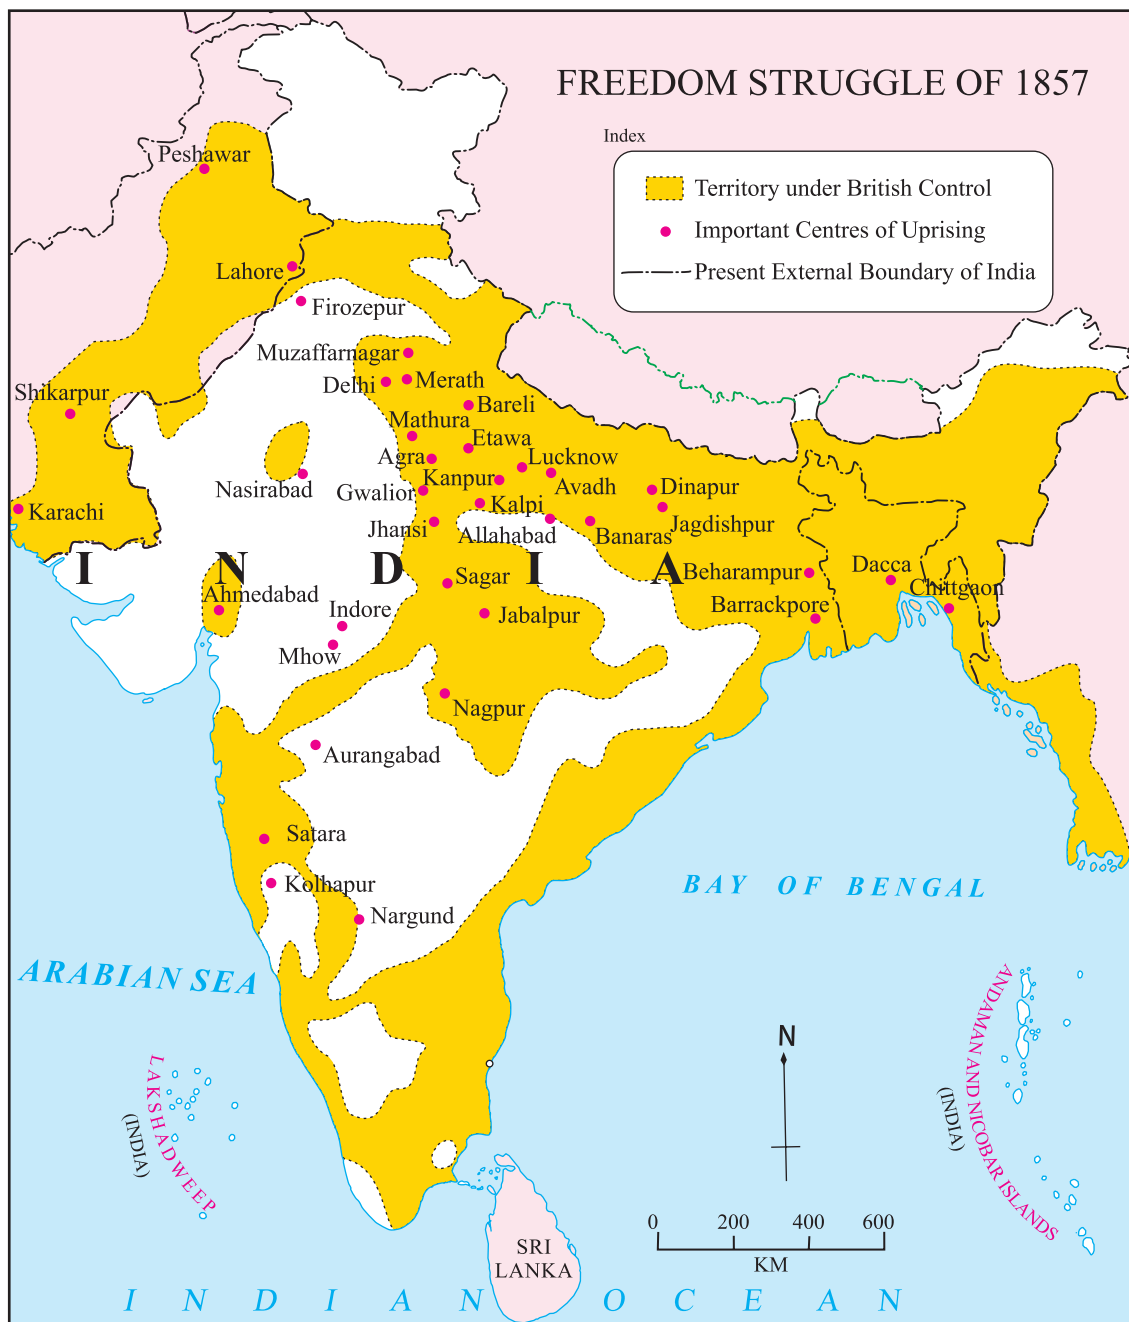 FREEDOM STRUGGLE OF 1857
Index
Territory under British Control
Important Centres of Uprising
Present External Boundary of India
Peshawar
Lahore
Firozepur
Muzaffarnagar
Delhi
Merath
Shikarpur
Bareli
Mathura
Etawa
Agra
Lucknow
Nasirabad
Gwalior
Kanpur
Avadh
Dinapur
Karachi
Kalpi
Jagdishpur
Jhansi
Allahabad
Banaras
I N D I A
Sagar
Beharampur
Dacca
Chittgaon
Ahmedabad
Indore
Jabalpur
Barrackpore
Mhow
Nagpur
Aurangabad
Satara
Kolhapur
Nargund
BAY OF BENGAL
ARABIAN SEA
LAKSHADWEEP
(INDIA)
ANDAMAN AND NICOBAR ISLANDS
(INDIA)
N
0 200 400 600
KM
SRI
LANKA
INDIAN OCEAN